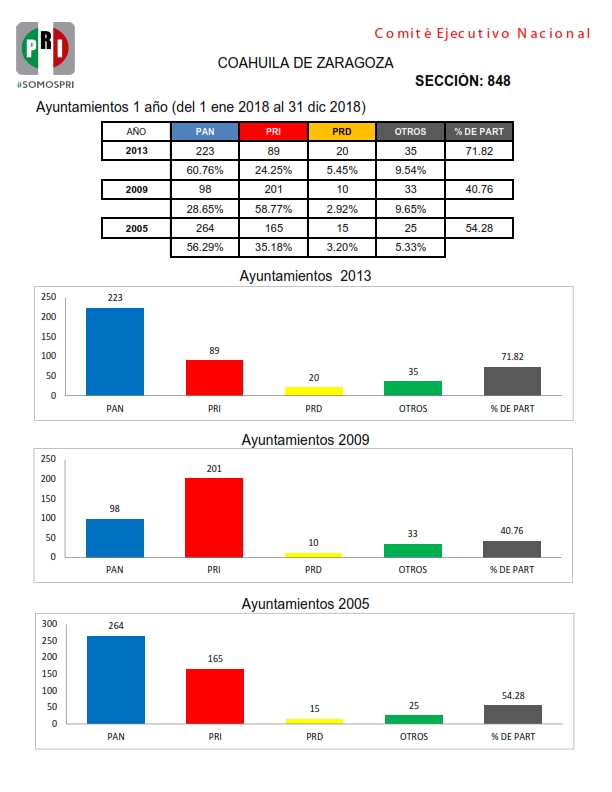 PRI
#SOMOSPRI
Comité Ejecutivo Nacional
COAHUILA DE ZARAGOZA
SECCIÓN: 848
Ayuntamientos 1 año (del 1 ene 2018 al 31 dic 2018)
AÑO PAN PRI PRD OTROS % DE PART
2013 223 89 20 35 71.82
60.76% 24.25% 5.45% 9.54%
2009 98 201 10 33 40.76
28.65% 58.77% 2.92% 9.65%
2005 264 165 15 25 54.28
56.29% 35.18% 3.20% 5.33%
Ayuntamientos 2013
250
200
150
100
50
0
223 89 20 35 71.82
PAN PRI PRD OTROS % DE PART
Ayuntamientos 2009
250
200
150
100
50
0
98 201 10 33 40.76
PAN PRI PRD OTROS % DE PART
Ayuntamientos 2005
300
250
200
150
100
50
0
264 165 15 25 54.28
PAN PRI PRD OTROS % DE PART